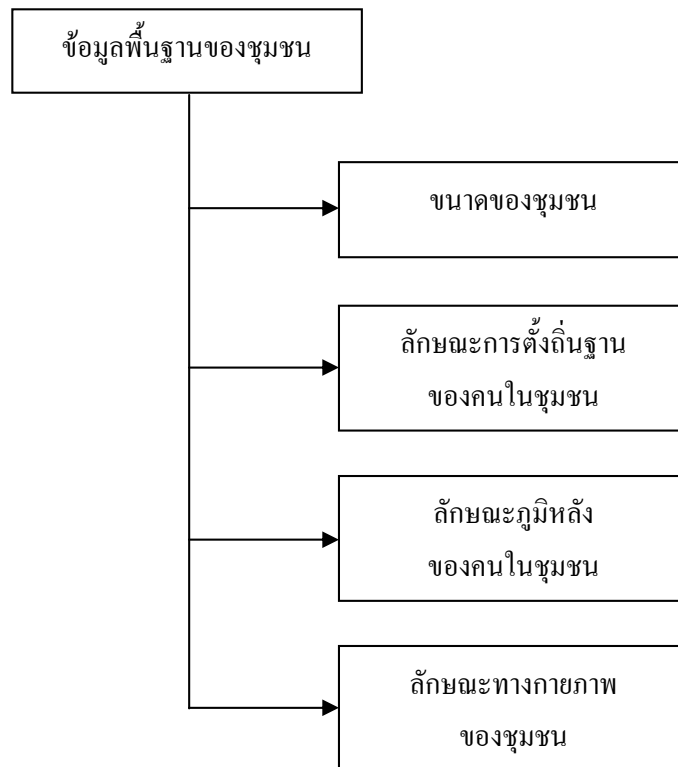 ข้อมูลพื้นฐานของชุมชน
ขนาดของชุมชน
ลักษณะการตั้งถิ่นฐาน
ของคนในชุมชน
ลักษณะภูมิหลัง
ของคนในชุมชน
ลักษณะทางกายภาพ
ของชุมชน